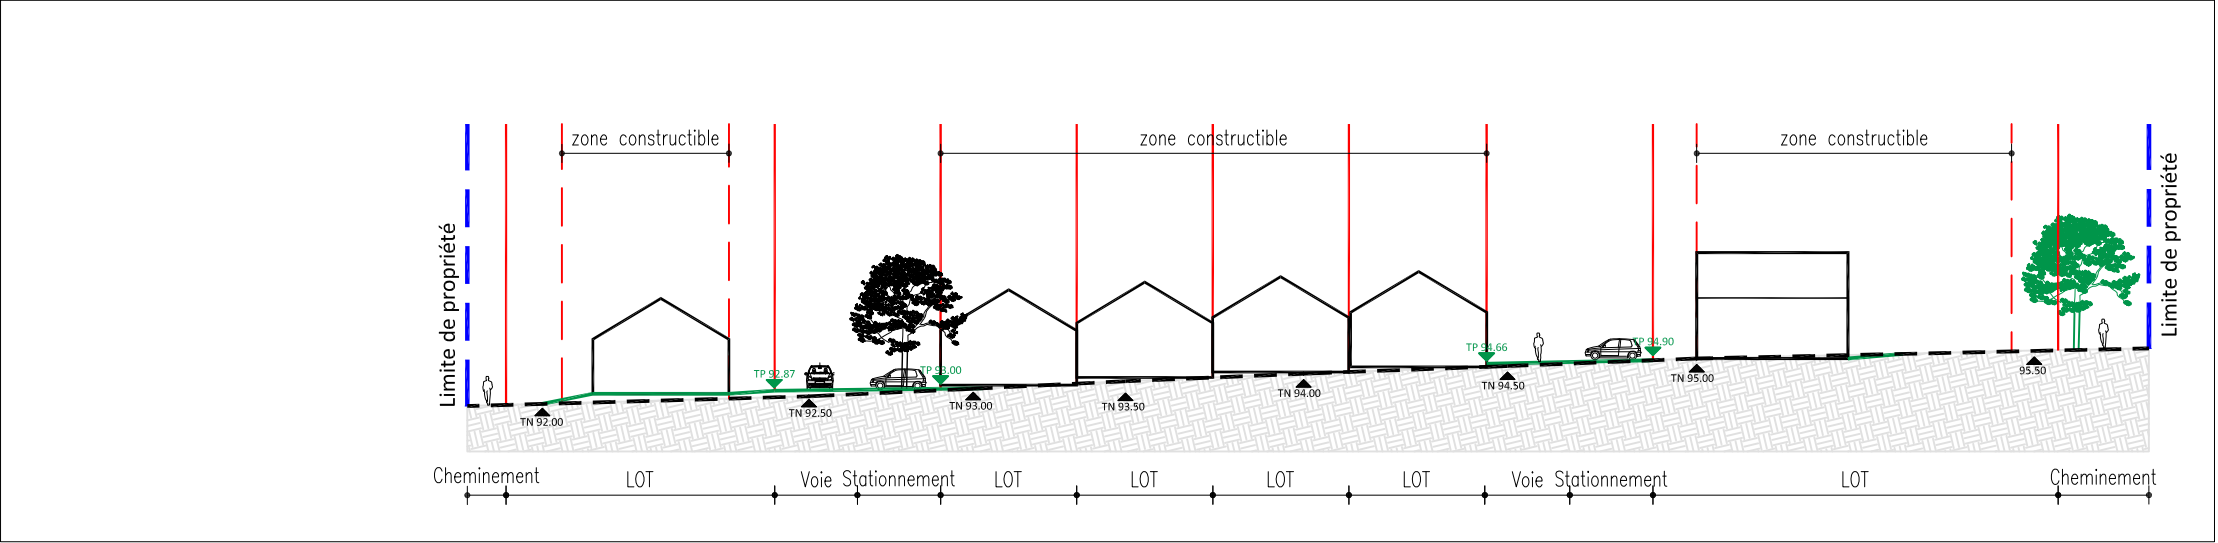 zone constructible
zone constructible
zone constructible
Limite de propriété
Limite de propriété
TP 92.87
TP 93.00
TP 94.66
TP 94.90
TN 92.00
TN 92.50
TN 93.00
TN 93.50
TN 94.00
TN 94.50
TN 95.00
95.50
Cheminement
LOT
Voie
Stationnement
LOT
LOT
LOT
LOT
Voie
Stationnement
LOT
Cheminement